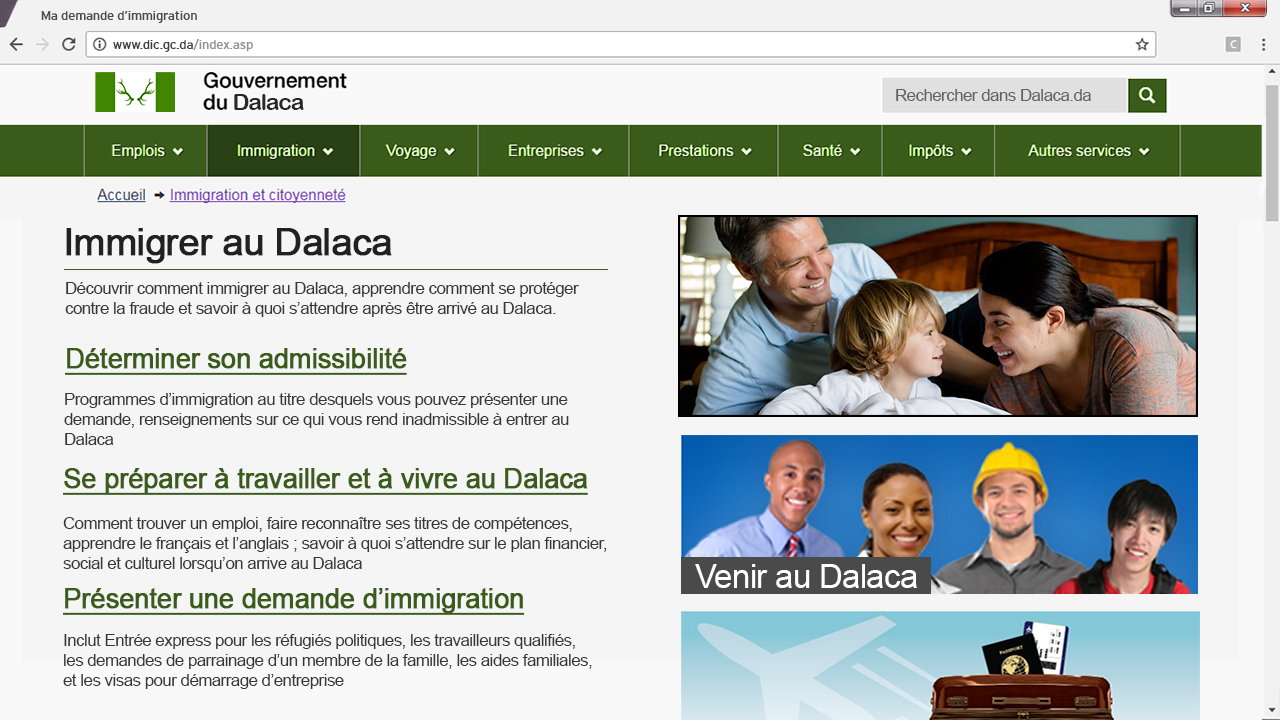 Ma demande d’immigration
www.dic.gc.da/index.asp
C
Gouvernement
du Dalaca
Rechercher dans Dalaca.da
Emplois
Immigration
Voyage
Entreprises
Prestations
Santé
Impôts
Autres services
Accueil
Immigration et citoyenneté
Immigrer au Dalaca
Découvrir comment immigrer au Dalaca, apprendre comment se protéger
contre la fraude et savoir à quoi s’attendre après être arrivé au Dalaca.
Déterminer son admissibilité
Programmes d’immigration au titre desquels vous pouvez présenter une
demande, renseignements sur ce qui vous rend inadmissible à entrer au
Dalaca
Se préparer à travailler et à vivre au Dalaca
Comment trouver un emploi, faire reconnaître ses titres de compétences,
apprendre le français et l’anglais ; savoir à quoi s’attendre sur le plan financier,
social et culturel lorsqu’on arrive au Dalaca
Présenter une demande d’immigration
Inclut Entrée express pour les réfugiés politiques, les travailleurs qualifiés,
les demandes de parrainage d’un membre de la famille, les aides familiales,
et les visas pour démarrage d’entreprise
Venir au Dalaca
PASSPORT